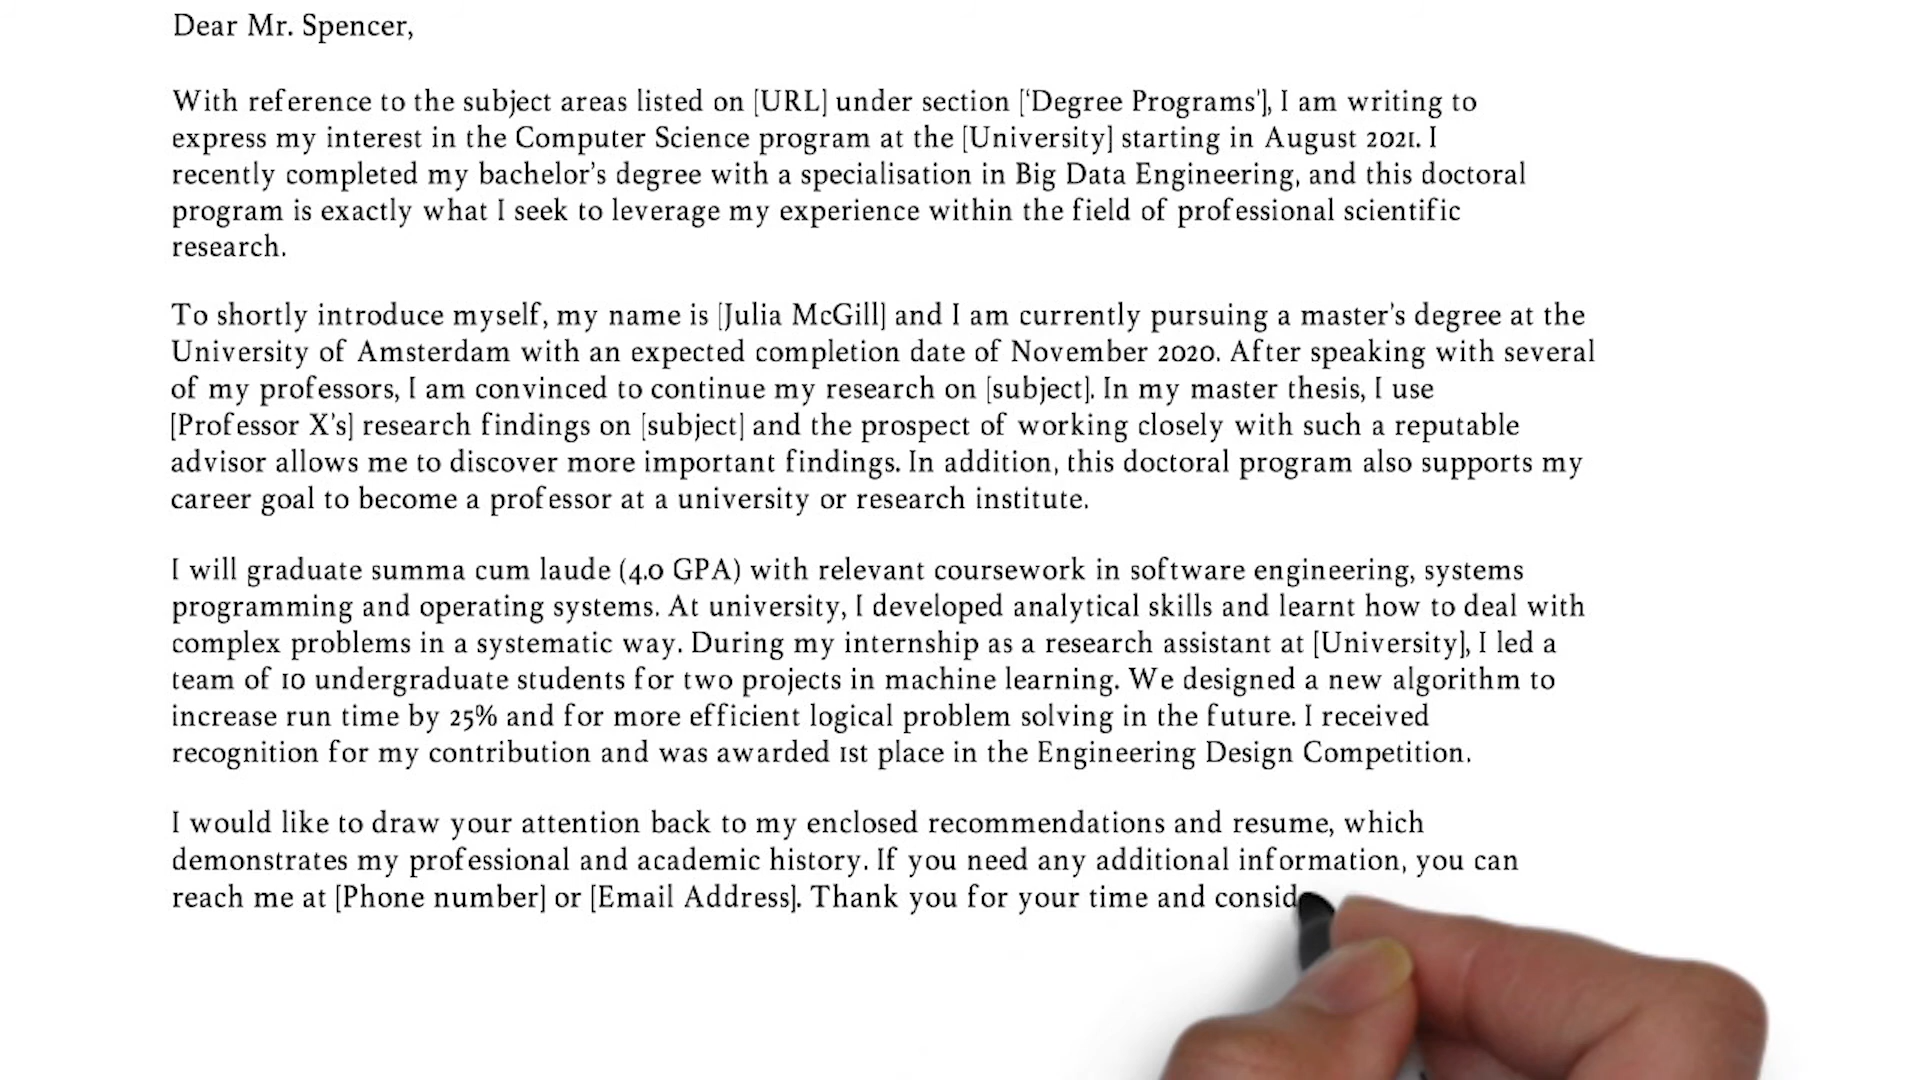 Dear Mr. Spencer,
With reference to the subject areas listed on [URL] under section [‘Degree Programs’], I am writing to
express my interest in the Computer Science program at the [University] starting in August 2021. I
recently completed my bachelor’s degree with a specialisation in Big Data Engineering, and this doctoral
program is exactly what I seek to leverage my experience within the field of professional scientific
research.
To shortly introduce myself, my name is [Julia McGill] and I am currently pursuing a master’s degree at the
University of Amsterdam with an expected completion date of November 2020. After speaking with several
of my professors, I am convinced to continue my research on [subject]. In my master thesis, I use
[Professor X’s] research findings on [subject] and the prospect of working closely with such a reputable
advisor allows me to discover more important findings. In addition, this doctoral program also supports my
career goal to become a professor at a university or research institute.
I will graduate summa cum laude (4.0 GPA) with relevant coursework in software engineering, systems
programming and operating systems. At university, I developed analytical skills and learnt how to deal with
complex problems in a systematic way. During my internship as a research assistant at [University], I led a
team of 10 undergraduate students for two projects in machine learning. We designed a new algorithm to
increase run time by 25% and for more efficient logical problem solving in the future. I received
recognition for my contribution and was awarded 1st place in the Engineering Design Competition.
I would like to draw your attention back to my enclosed recommendations and resume, which
demonstrates my professional and academic history. If you need any additional information, you can
reach me at [Phone number] or [Email Address]. Thank you for your time and consid